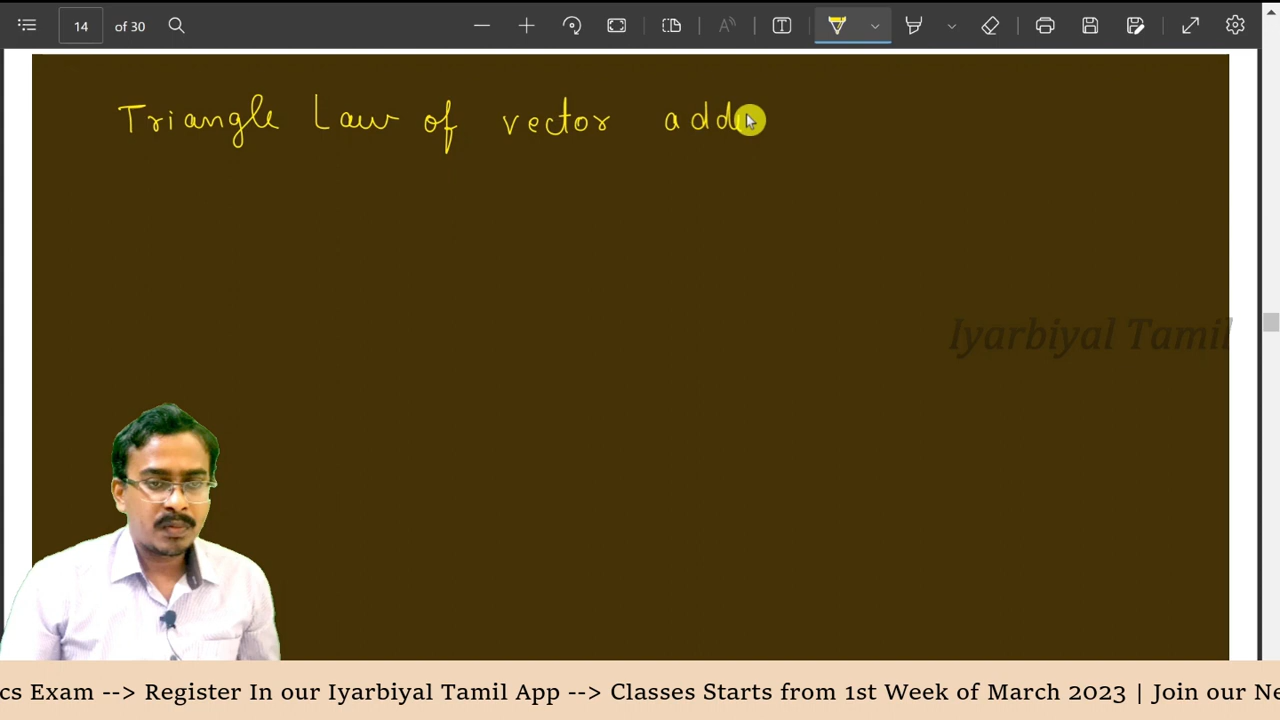 14 of 30
Triangle Law of vector add
Iyarbiyal Tamil
cs Exam --> Register In our Iyarbiyal Tamil App --> Classes Starts from 1st Week of March 2023 | Join our Ne